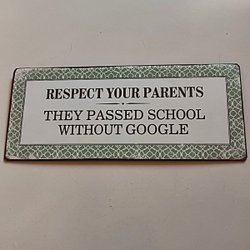 RESPECT YOUR PARENTS
THEY PASSED SCHOOL
WITHOUT GOOGLE